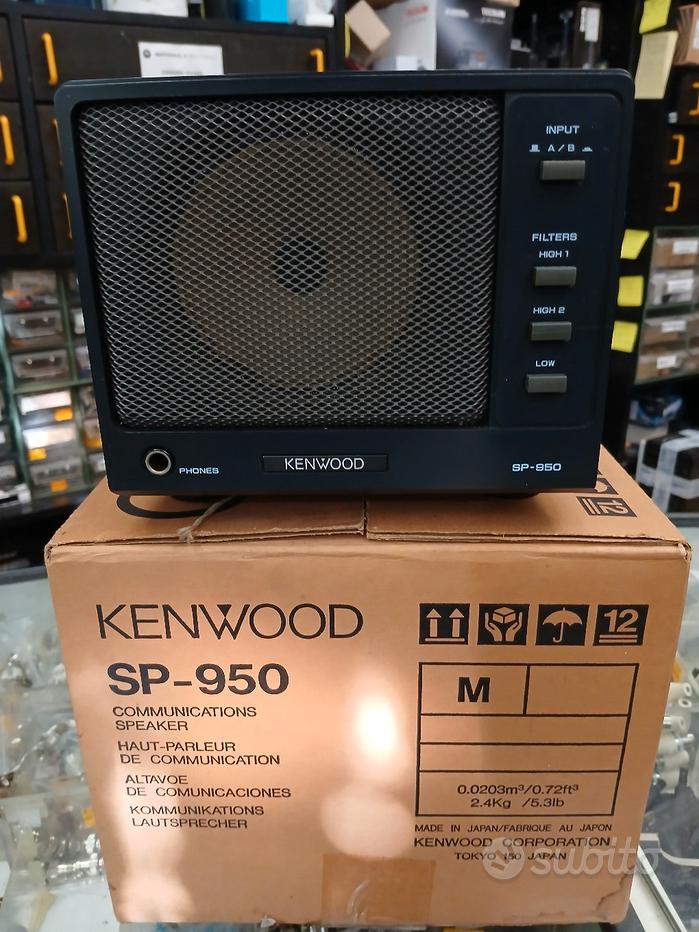 INPUT
A / B
FILTERS
HIGH 1
HIGH 2
LOW
PHONES
KENWOOD
SP-950
12
KENWOOD
SP-950
COMMUNICATIONS
SPEAKER
HAUT-PARLEUR
DE COMMUNICATION
ALTAVOE
DE COMUNICACIONES
KOMMUNIKATIONS
LAUTSPRECHER
12
M
0.0203m³/0.72ft³
2.4Kg /5.3lb
MADE IN JAPAN/FABRIQUE AU JAPON
KENWOOD CORPORATION
TOKYO 150 JAPAN
subito